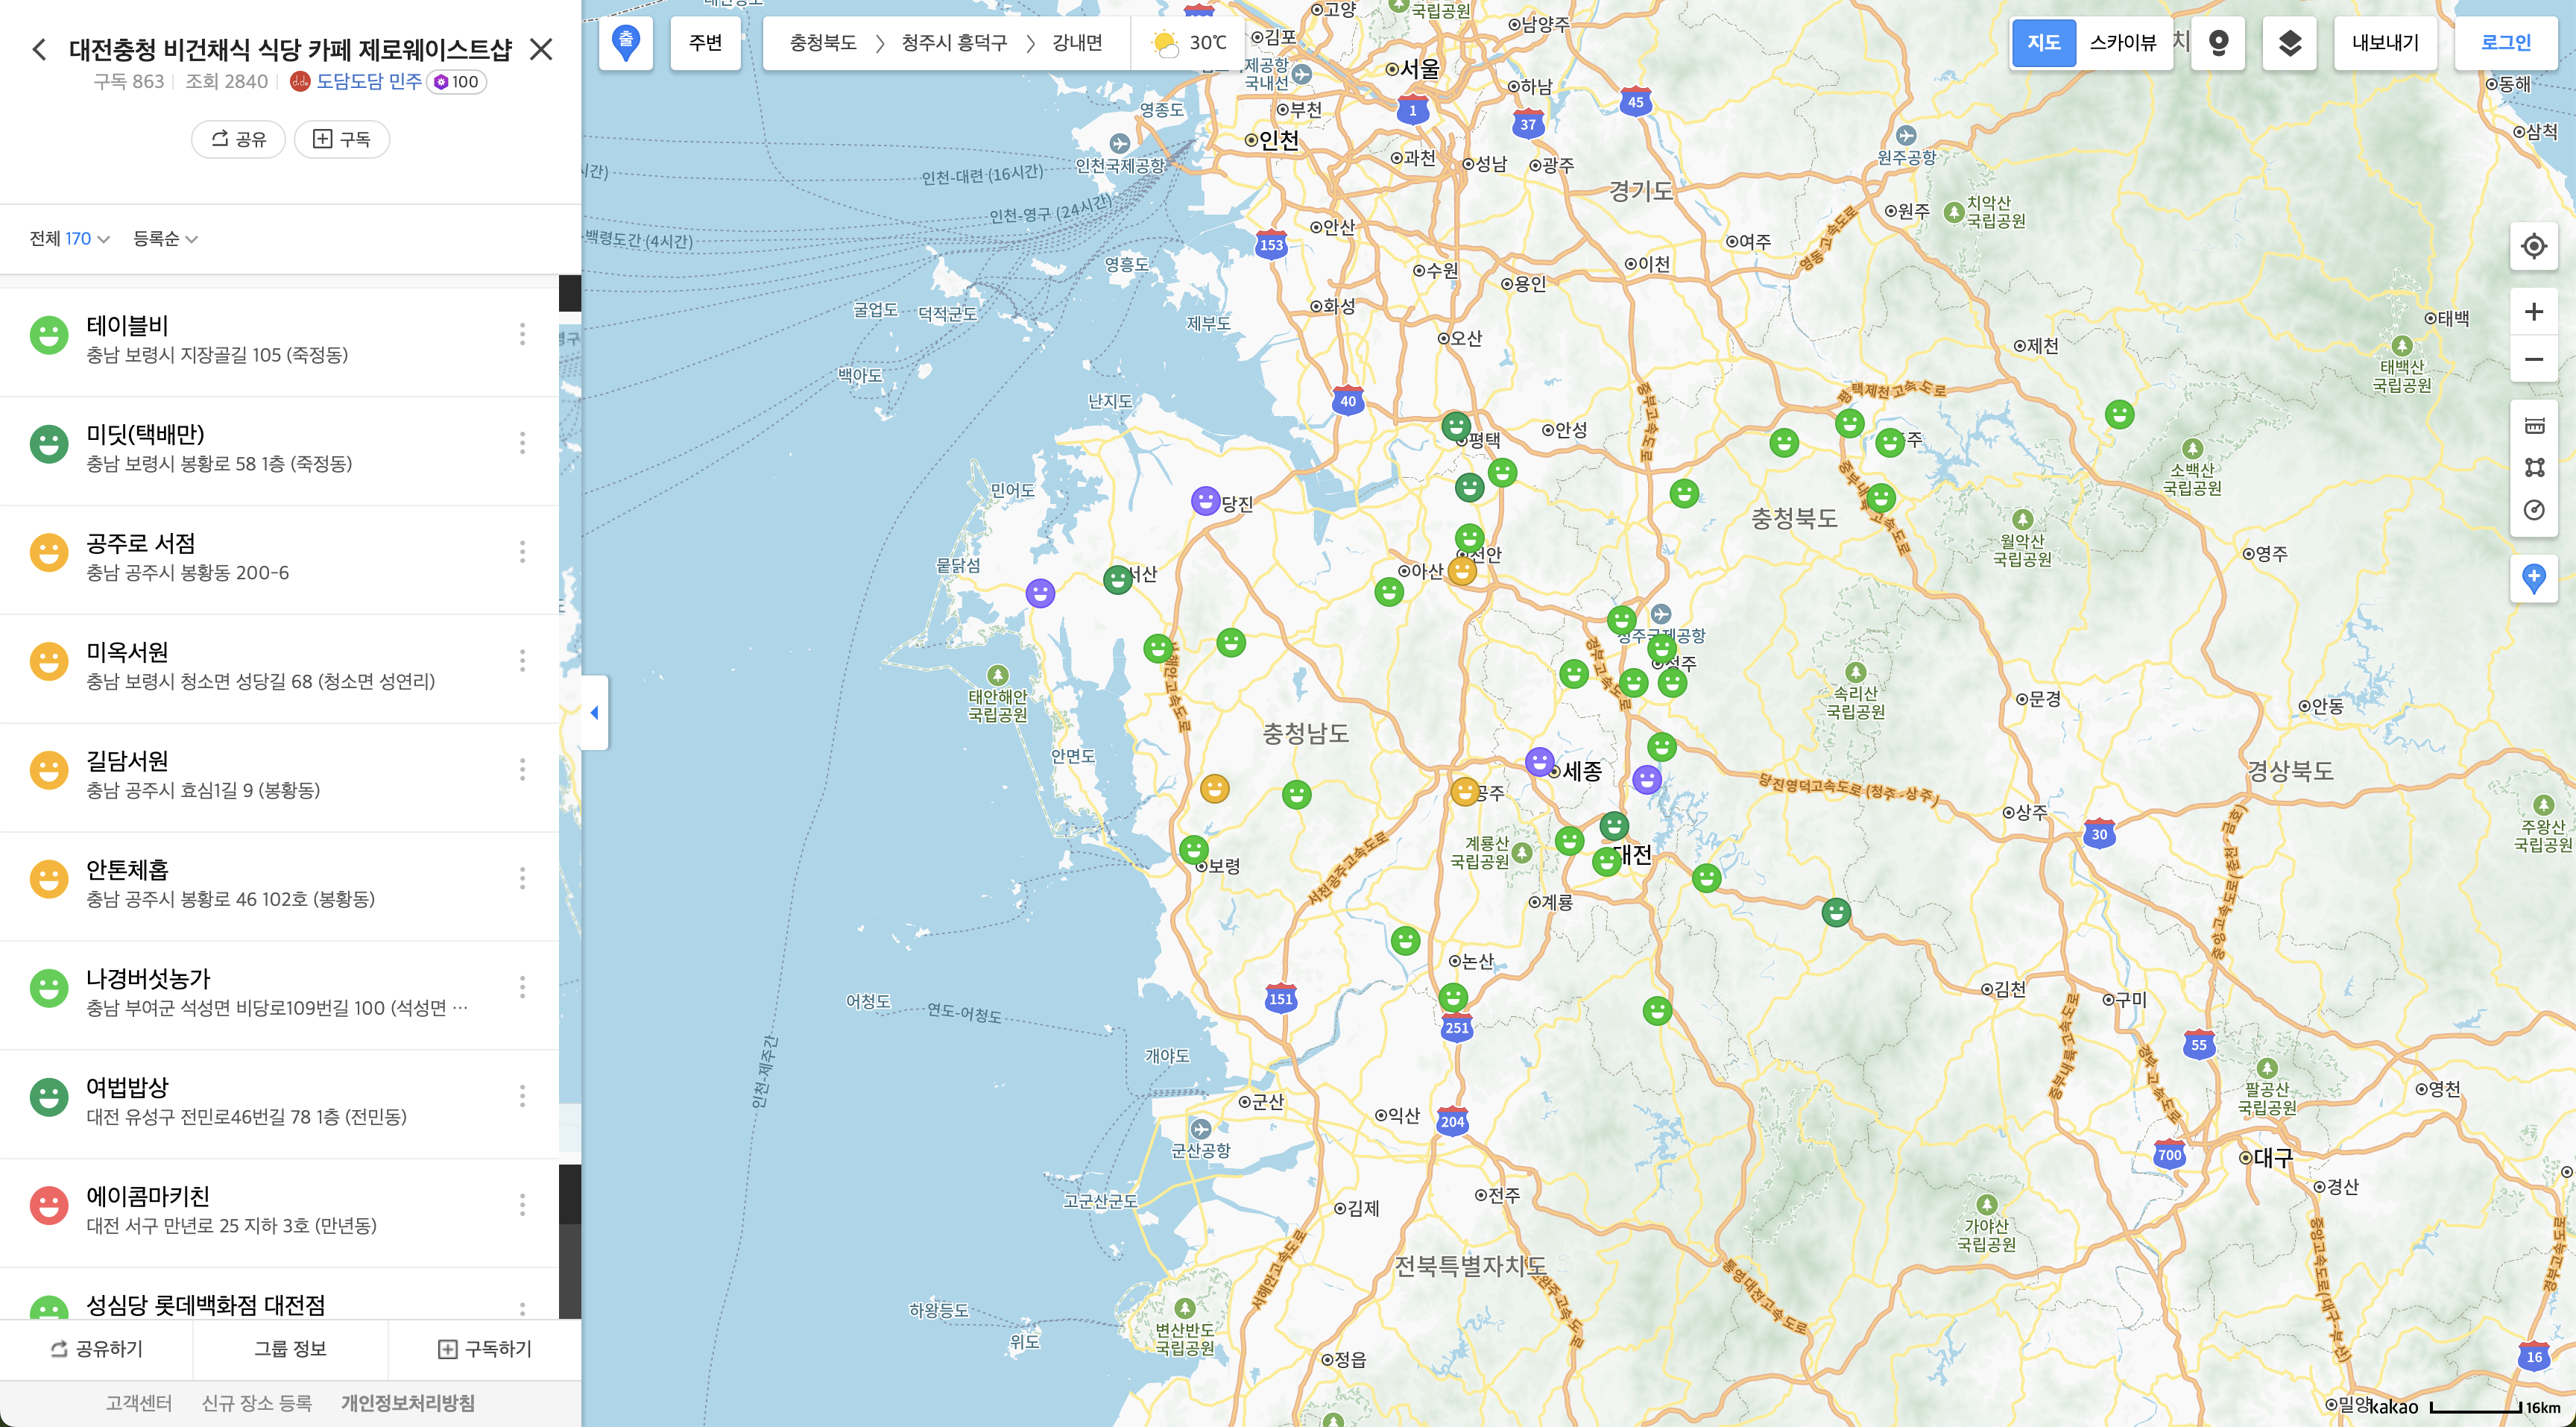 대전충청 비건채식 식당 카페 제로웨이스트샵
구독 863 조회 2840 도담도담 민주 100
공유 구독
전체 170 등록순
테이블비
충남 보령시 지장골길 105 (죽정동)
미딧(택배만)
충남 보령시 봉황로 58 1층 (죽정동)
공주로 서점
충남 공주시 봉황동 200-6
미옥서원
충남 보령시 청소면 성당길 68 (청소면 성연리)
길담서원
충남 공주시 효심1길 9 (봉황동)
안톤체홉
충남 공주시 봉황로 46 102호 (봉황동)
나경버섯농가
충남 부여군 석성면 비당로109번길 100 (석성면 ···
여법밥상
대전 유성구 전민로46번길 78 1층 (전민동)
에이콤마키친
대전 서구 만년로 25 지하 3호 (만년동)
성심당 롯데백화점 대전점
공유하기 그룹 정보 구독하기
고객센터 신규 장소 등록 개인정보처리방침
출 주변 충청북도 청주시 흥덕구 강내면 30℃
지도 스카이뷰 내보내기 로그인
고양
국립공원
남양주
김포
서울
국내선
하남
동해
45
1
37
영종도
부천
인천
삼척
인천국제공항
과천
성남
광주
원주공항
인천-대련 (16시간)
경기도
인천-영구 (24시간)
안산
원주
치악산
국립공원
백령도간 (4시간)
153
여주
영동고속도로
영흥도
수원
이천
용인
굴업도
덕적군도
화성
제부도
오산
태백
제천
백아도
태백산
국립공원
난지도
40
중부고속도로
평택제천고속도로
평택
안성
소백산
국립공원
민어도
당진
충청북도
월악산
국립공원
천안
영주
뭍닭섬
서산
아산
청주국제공항
청주
경부고속도로
태안해안
국립공원
서해안고속도로
속리산
국립공원
문경
안동
충청남도
안면도
세종
경상북도
당진영덕고속도로 (청주-상주)
공주
상주
30
주왕산
국립공원
계룡산
국립공원
대전
서천공주고속도로
보령
계룡
논산
김천
구미
151
어청도
연도-어청도
251
55
인천-제주간
개야도
팔공산
국립공원
영천
군산
익산
204
군산공항
700
대구
고군산군도
김제
전주
경산
가야산
국립공원
전북특별자치도
서해안고속도로
통영대전고속도로
하왕등도
위도
변산반도
국립공원
정읍
16
밀양
kakao 16km